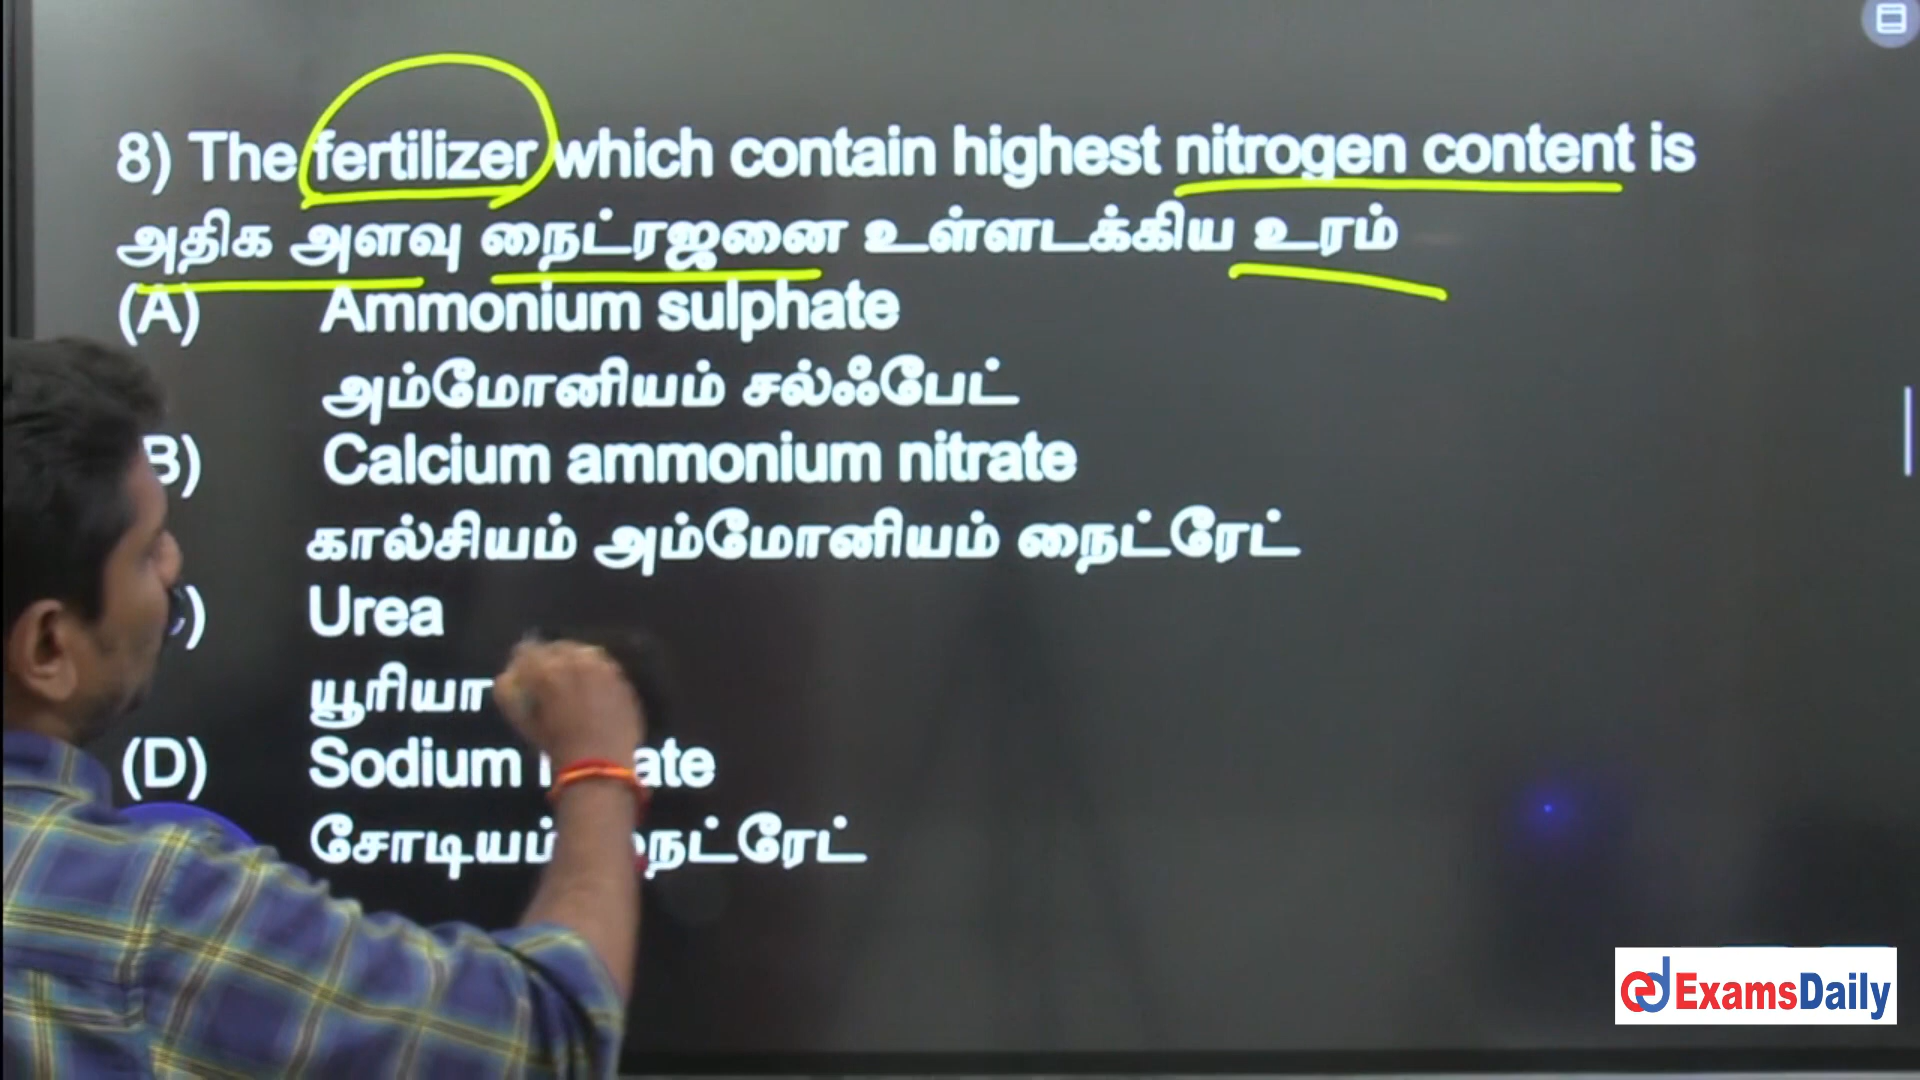 8) The fertilizer which contain highest nitrogen content is
அதிக அளவு நைட்ரஜனை உள்ளடக்கிய உரம்
(A) Ammonium sulphate
அம்மோனியம் சல்ஃபேட்
B) Calcium ammonium nitrate
கால்சியம் அம்மோனியம் நைட்ரேட்
) Urea
யூரியா
(D) Sodium
சோடியம் நைட்ரேட்
ExamsDaily